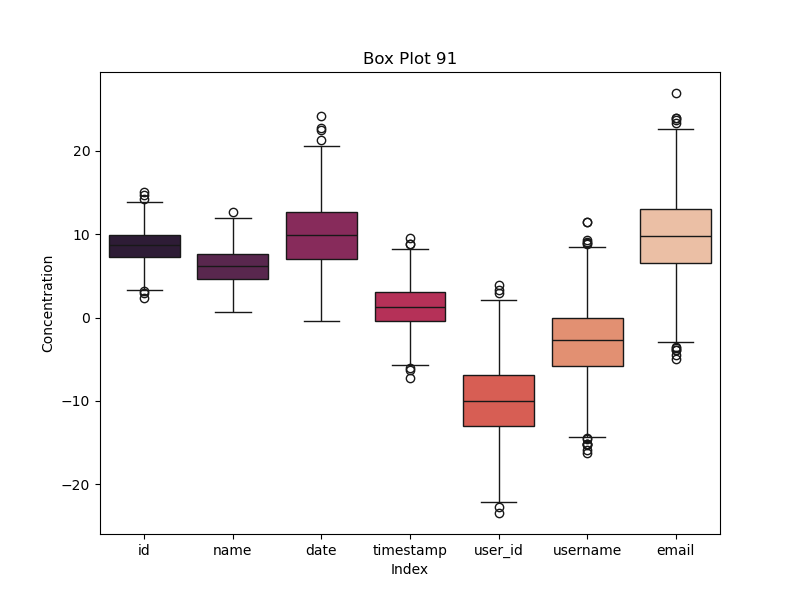 Box Plot 91
Concentration
20
10
0
−10
−20
id name date timestamp user_id username email
Index